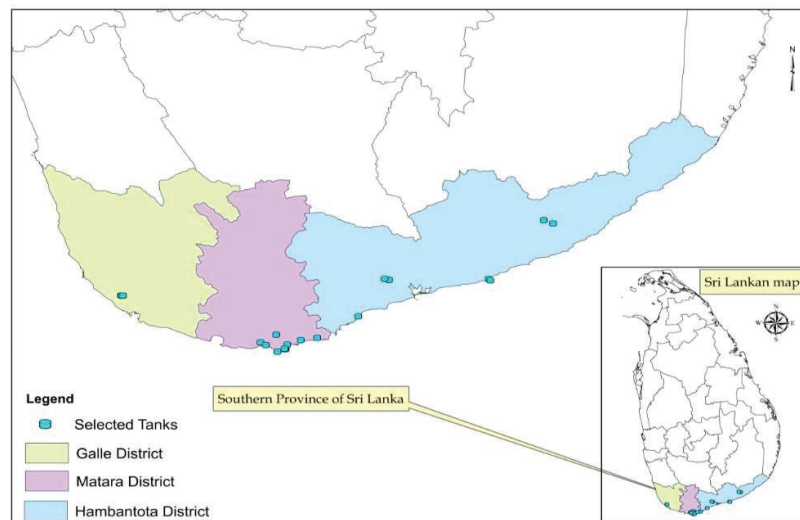 N
Sri Lankan map
N
W E
S
Southern Province of Sri Lanka
Legend
Selected Tanks
Galle District
Matara District
Hambantota District